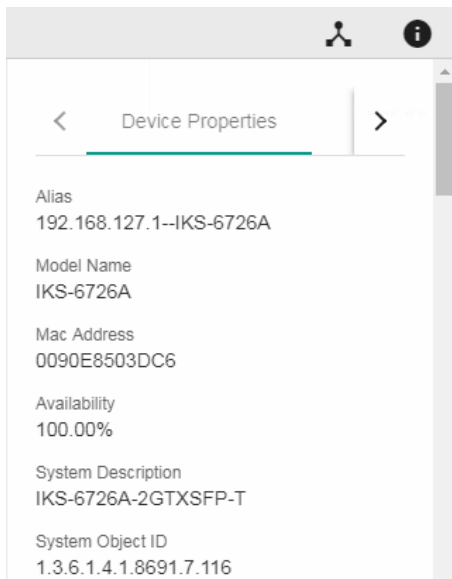 Device Properties
Alias
192.168.127.1--IKS-6726A
Model Name
IKS-6726A
Mac Address
0090E8503DC6
Availability
100.00%
System Description
IKS-6726A-2GTXSFP-T
System Object ID
1.3.6.1.4.1.8691.7.116